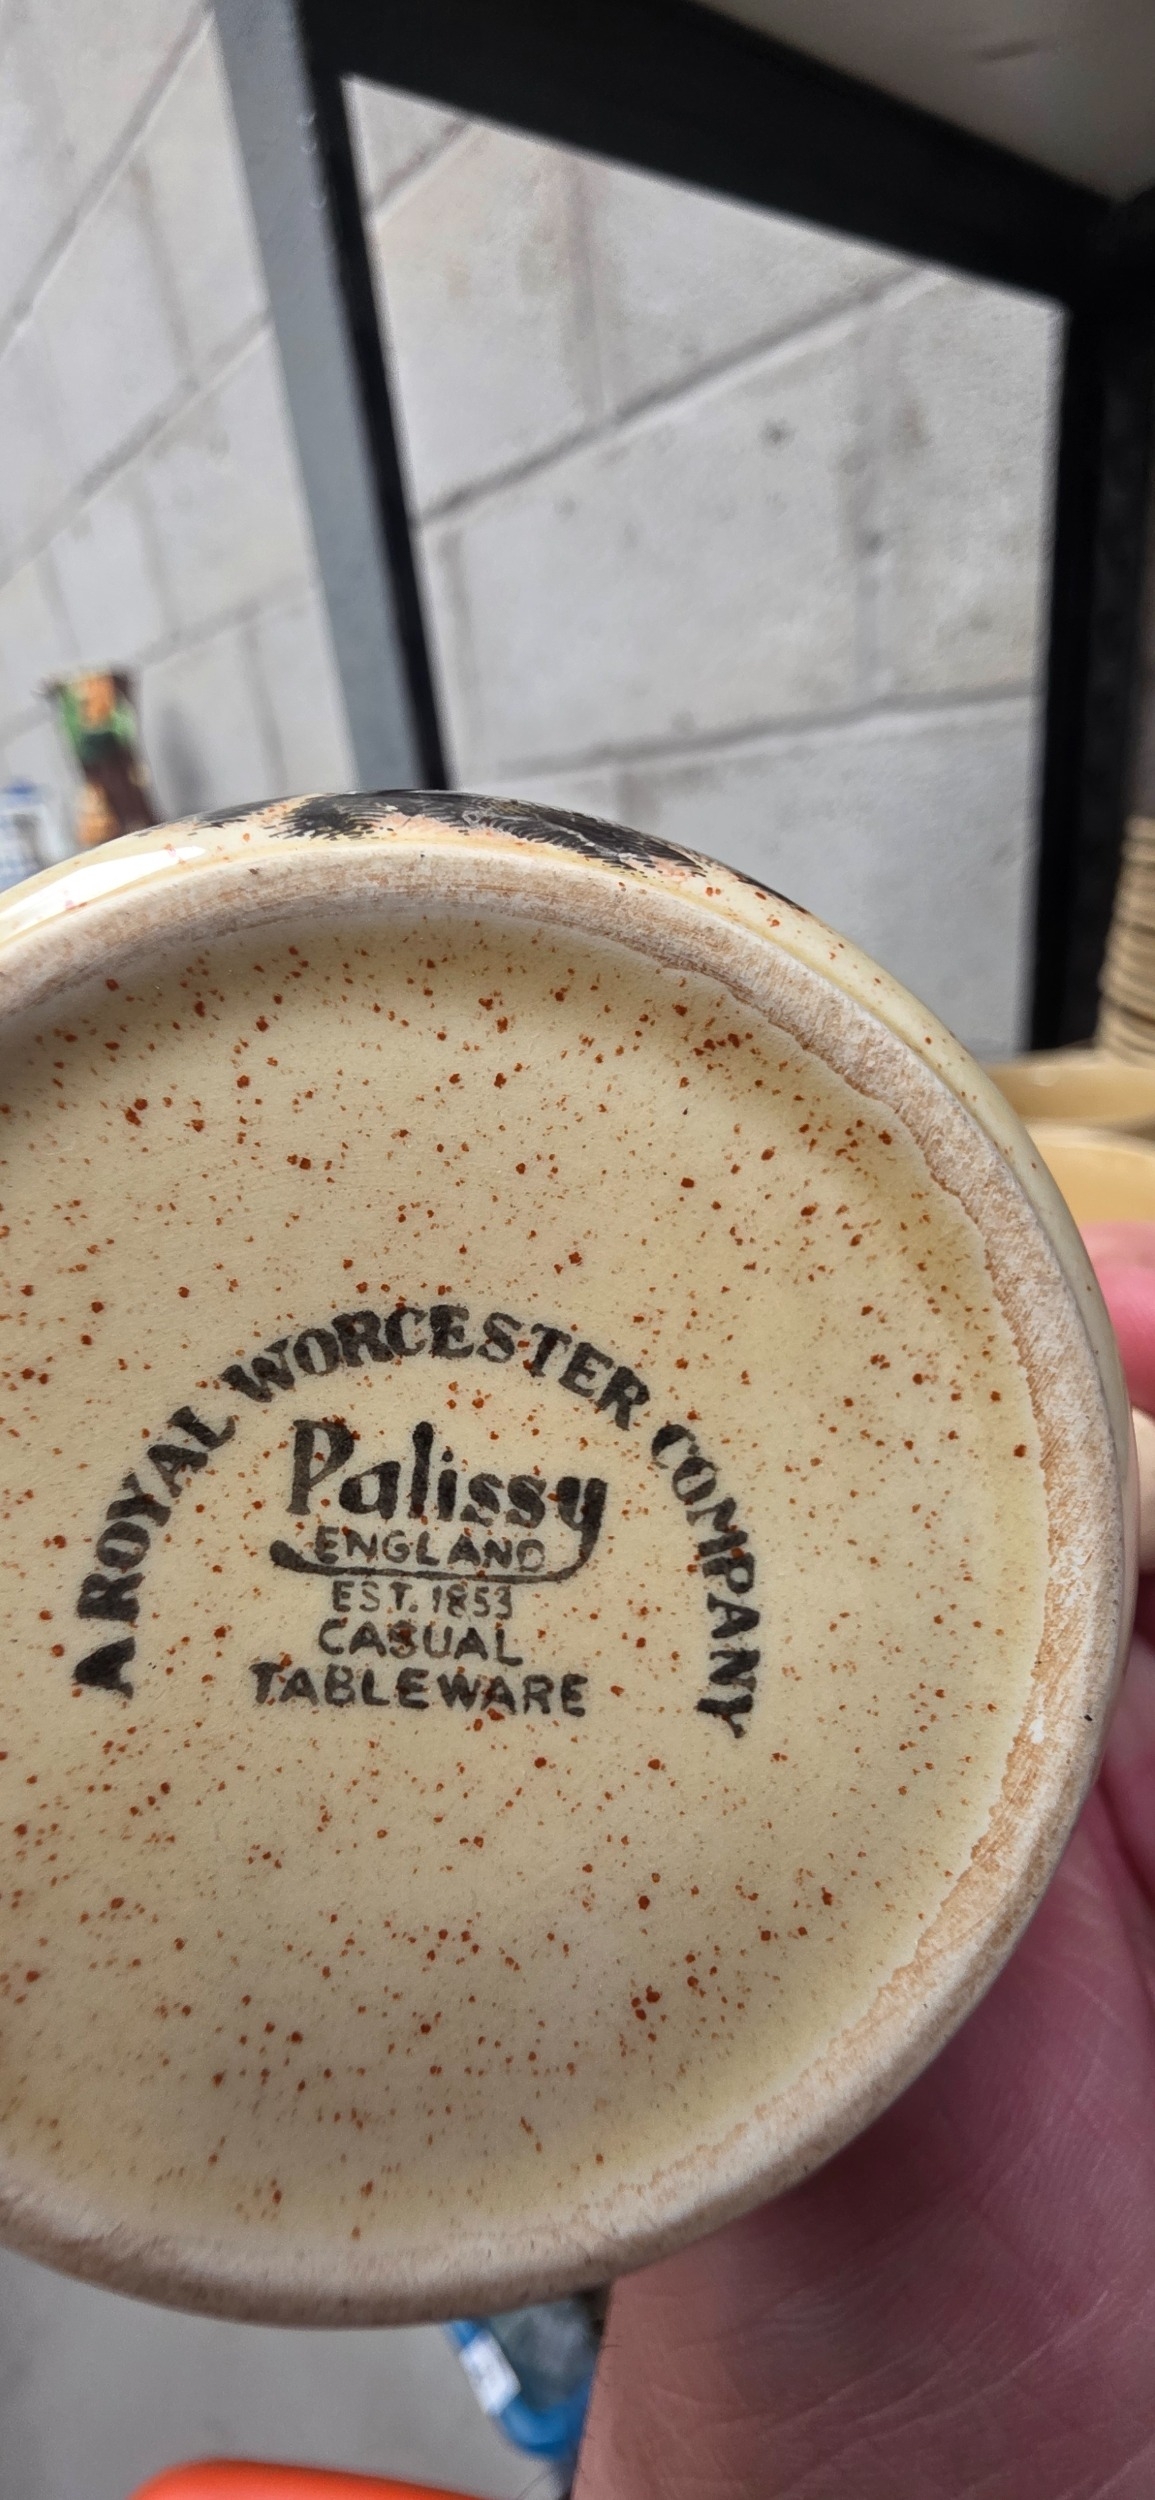 A ROYAL WORCESTER COMPANY
Palissy
ENGLAND
EST. 1853
CASUAL
TABLEWARE